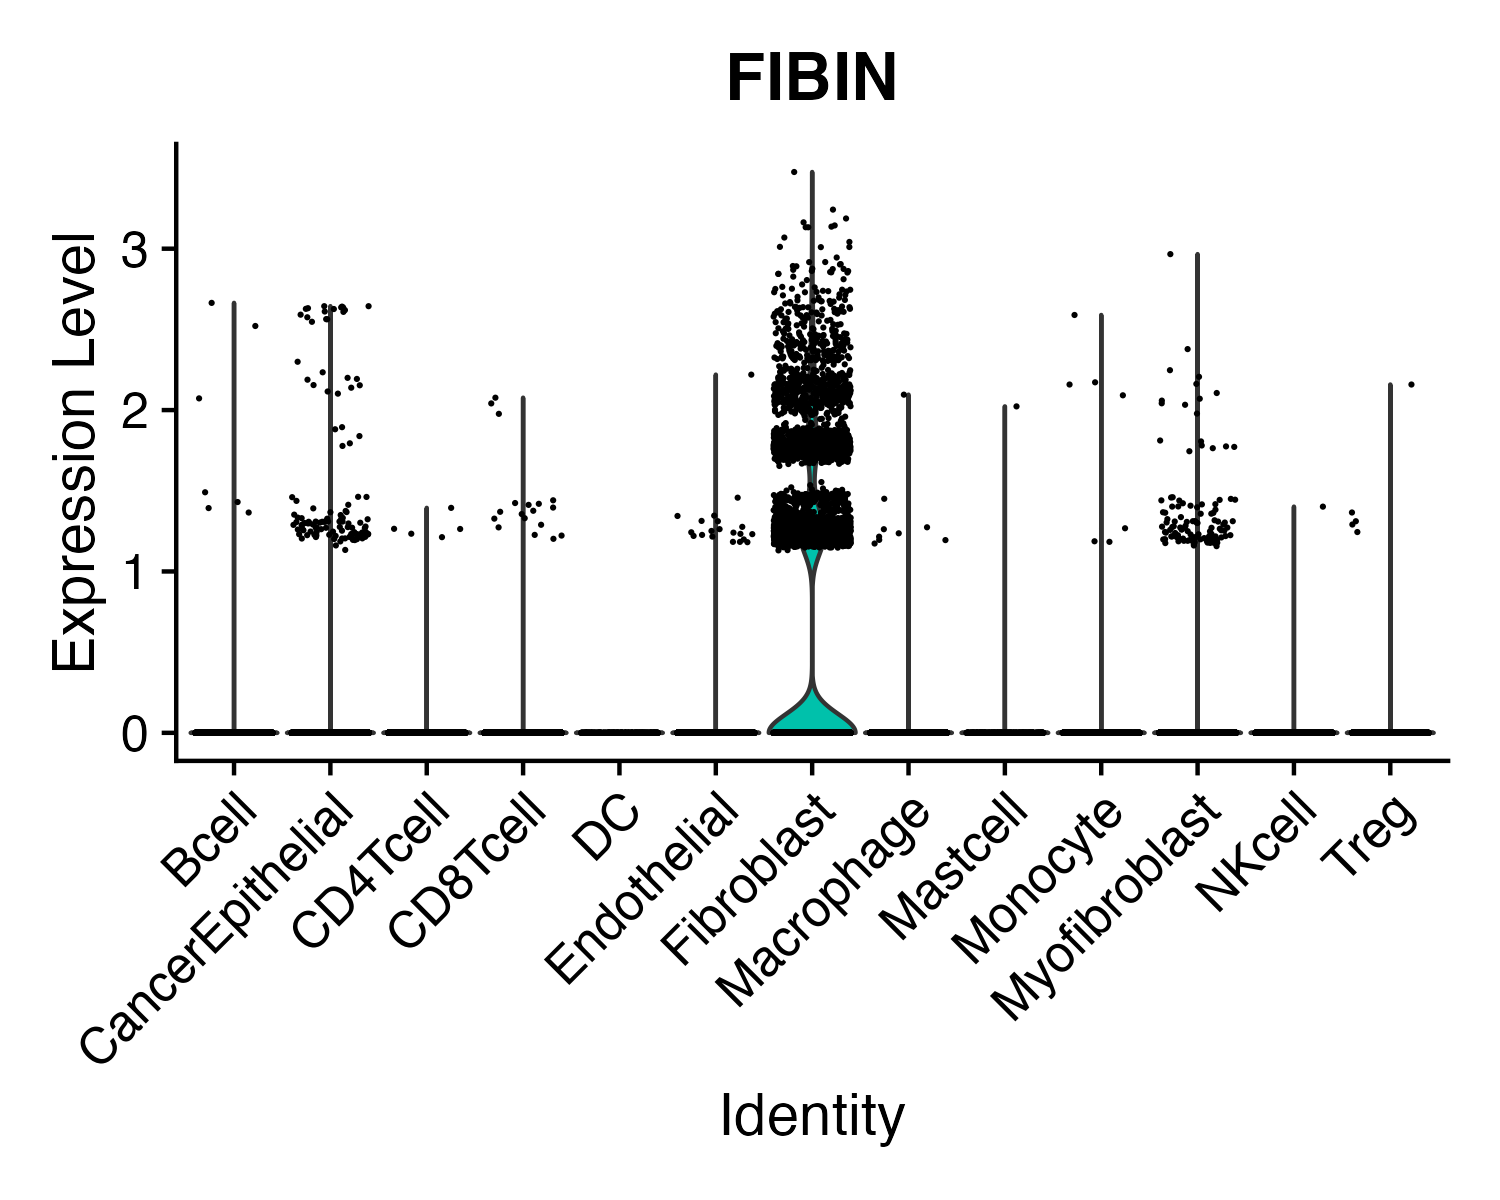 FIBIN
Expression Level
3
2
1
0
Bcell
CancerEpithelial
CD4Tcell
CD8Tcell
DC
Endothelial
Fibroblast
Macrophage
Mastcell
Monocyte
Myofibroblast
NKcell
Treg
Identity